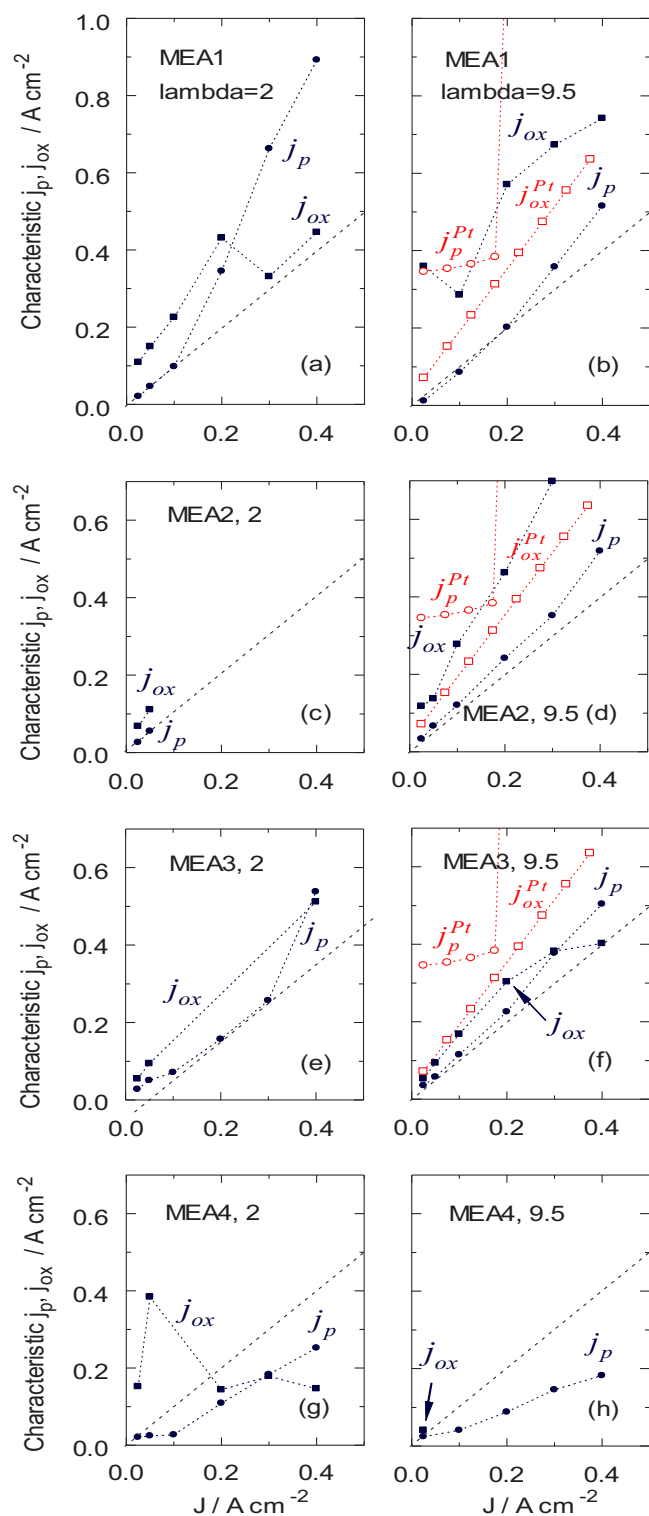 Characteristic jp, jox / A cm-2
1.0
0.8
0.6
0.4
0.2
0.0
MEA1
lambda=2
jp
jox
(a)
0.0 0.2 0.4
MEA1
lambda=9.5
jox
joxPt
jpPt
jp
(b)
0.0 0.2 0.4
Characteristic jp, jox / A cm-2
0.6
0.4
0.2
0.0
MEA2, 2
jox
jp
(c)
0.0 0.2 0.4
jp
joxPt
jpPt
jox
MEA2, 9.5 (d)
0.0 0.2 0.4
Characteristic jp, jox / A cm-2
0.6
0.4
0.2
0.0
MEA3, 2
jp
jox
(e)
0.0 0.2 0.4
MEA3, 9.5
jp
joxPt
jpPt
jox
(f)
0.0 0.2 0.4
Characteristic jp, jox / A cm-2
0.6
0.4
0.2
0.0
MEA4, 2
jox
jp
(g)
0.0 0.2 0.4
J / A cm-2
MEA4, 9.5
jox
jp
(h)
0.0 0.2 0.4
J / A cm-2